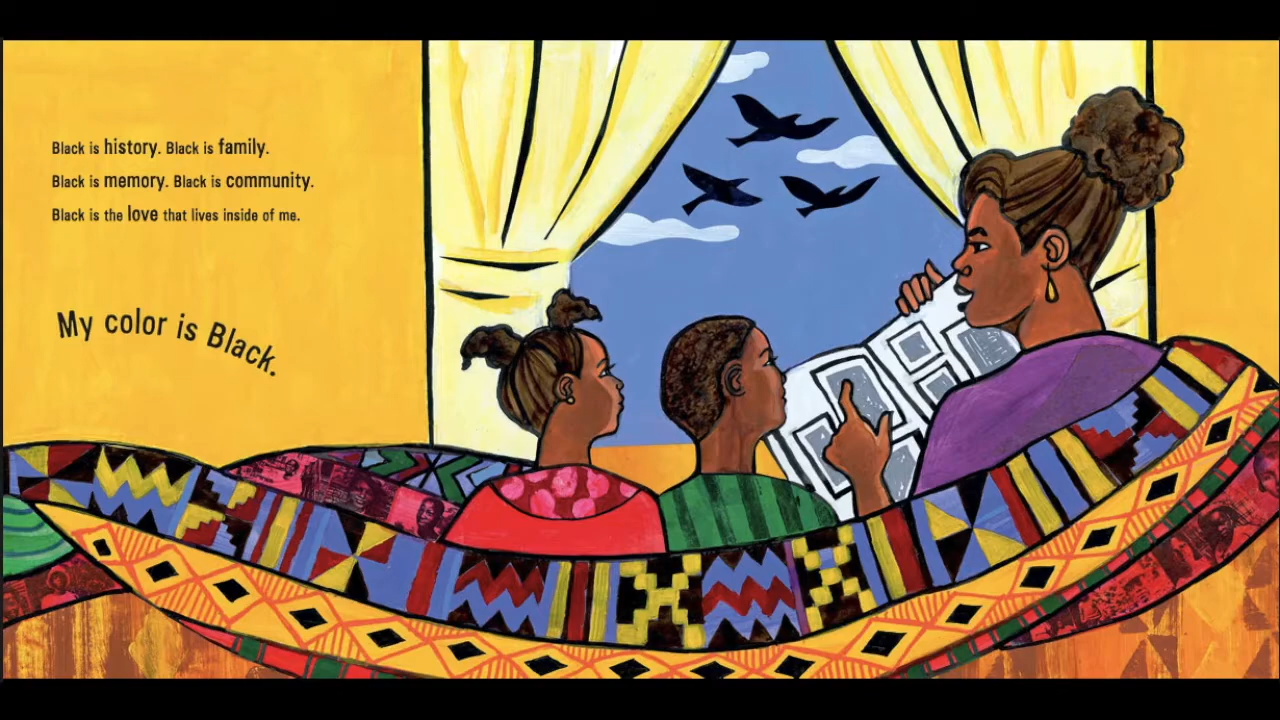 Black is history. Black is family.
Black is memory. Black is community.
Black is the love that lives inside of me.
My color is Black.